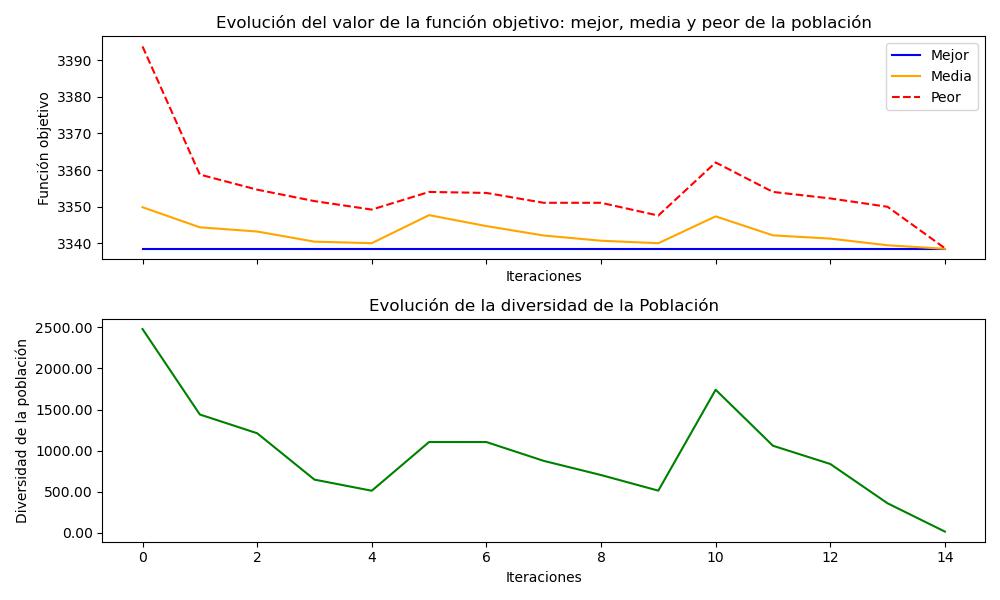 Evolución del valor de la función objetivo: mejor, media y peor de la población
Función objetivo
3390
3380
3370
3360
3350
3340
Mejor
Media
Peor
Iteraciones
Evolución de la diversidad de la Población
Diversidad de la población
2500.00
2000.00
1500.00
1000.00
500.00
0.00
0 2 4 6 8 10 12 14
Iteraciones